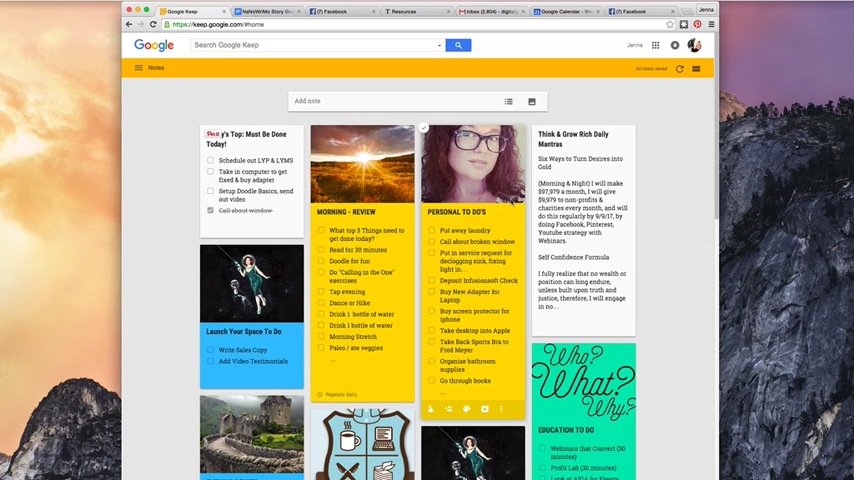 Google Keep
NaNoWriMo Story Sk
(7) Facebook
Resources
Inbox (2,804) - digita
Google Calendar - We
(7) Facebook
Jenna
https://keep.google.com/#home
Google
Search Google Keep
Jenna
Notes
All notes saved
Add note
Pin it
y's Top: Must Be Done
Today!
Schedule out LYP & LYMS
Take in computer to get
fixed & buy adapter
Setup Doodle Basics, send
out video
Call about window
Launch Your Space To Do
Write Sales Copy
Add Video Testimonials
MORNING - REVIEW
What top 3 Things need to
get done today?
Read for 30 minutes
Doodle for fun
Do "Calling in the One"
exercises
Tap evening
Dance or Hike
Drink 1 bottle of water
Drink 1 bottle of water
Morning Stretch
Paleo / ate veggies
...
Repeats daily
PERSONAL TO DO'S
Put away laundry
Call about broken window
Put in service request for
declogging sink, fixing
light in...
Deposit Infusionsoft Check
Buy New Adapter for
Laptop
Buy screen protector for
iphone
Take desktop into Apple
Take Back Sports Bra to
Fred Meyer
Organize bathroom
supplies
Go through books
...
Think & Grow Rich Daily
Mantras
Six Ways to Turn Desires into
Gold
(Morning & Night) I will make
$97,979 a month, I will give
$9,979 to non-profits &
charities every month, and will
do this regularly by 9/9/17, by
doing Facebook, Pinterest,
Youtube strategy with
Webinars.
Self Confidence Formula
I fully realize that no wealth or
position can long endure,
unless built upon truth and
justice, therefore, I will engage
in no...
Who?
What?
Why?
EDUCATION TO DO
Webinars that Convert (30
minutes)
Profit Lab (30 minutes)
Look at AIGA for Events